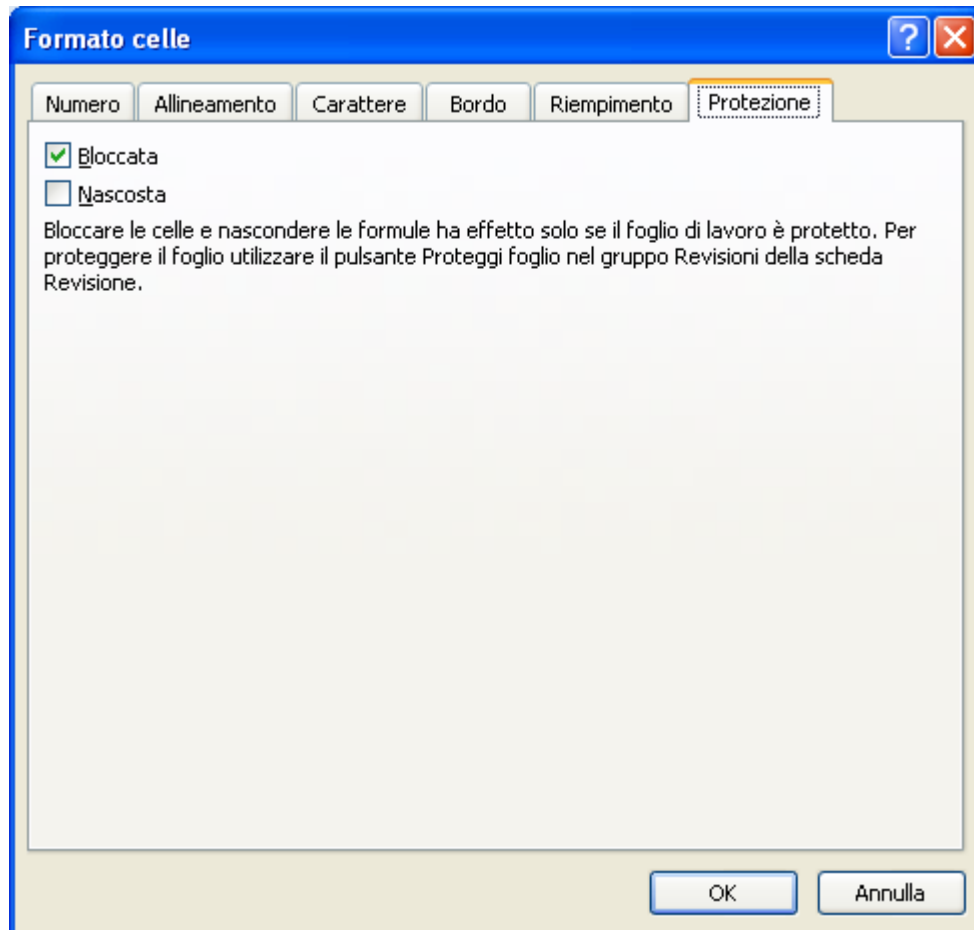 Formato celle
Numero Allineamento Carattere Bordo Riempimento Protezione
Bloccata
Nascosta
Bloccare le celle e nascondere le formule ha effetto solo se il foglio di lavoro è protetto. Per
proteggere il foglio utilizzare il pulsante Proteggi foglio nel gruppo Revisioni della scheda
Revisione.
OK Annulla